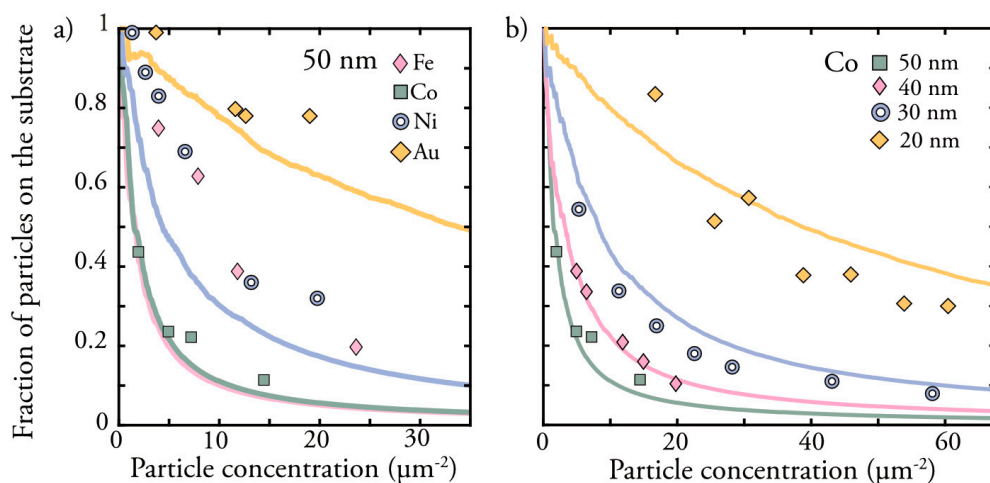 a)
50 nm
Fe
Co
Ni
Au
Fraction of particles on the substrate
1
0.8
0.6
0.4
0.2
0
0 10 20 30
Particle concentration (µm⁻²)
b)
Co
50 nm
40 nm
30 nm
20 nm
0 20 40 60
Particle concentration (µm⁻²)